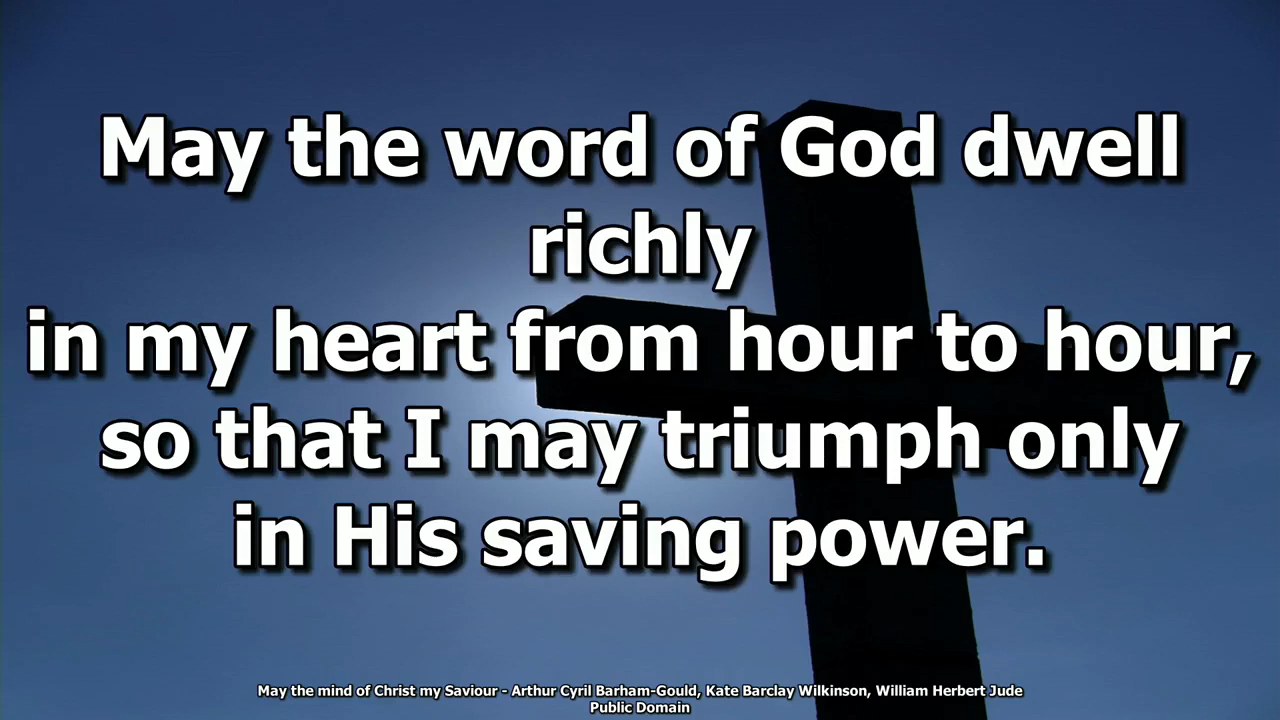 May the word of God dwell
richly
in my heart from hour to hour,
so that I may triumph only
in His saving power.
May the mind of Christ my Saviour - Arthur Cyril Barham-Gould, Kate Barclay Wilkinson, William Herbert Jude
Public Domain